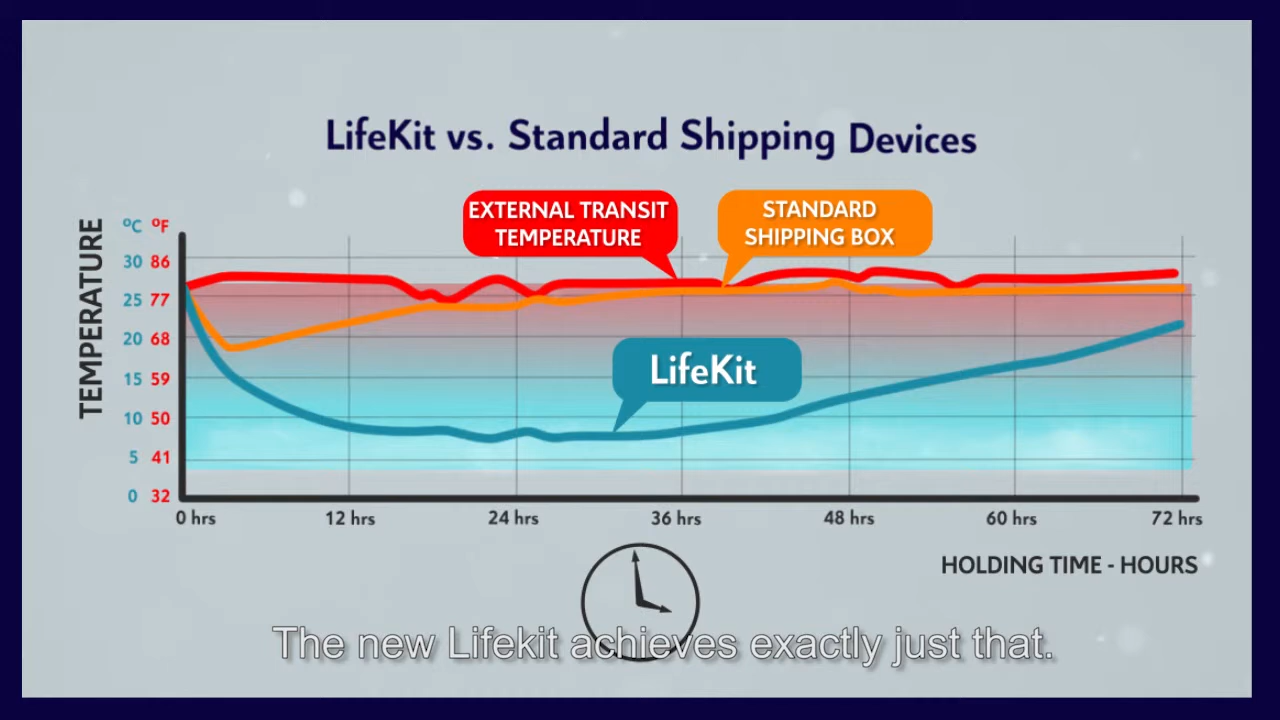 LifeKit vs. Standard Shipping Devices
EXTERNAL TRANSIT
TEMPERATURE
STANDARD
SHIPPING BOX
TEMPERATURE
ºC ºF
30 86
25 77
20 68
15 59
10 50
5 41
0 32
LifeKit
0 hrs 12 hrs 24 hrs 36 hrs 48 hrs 60 hrs 72 hrs
HOLDING TIME - HOURS
The new Lifekit achieves exactly just that.